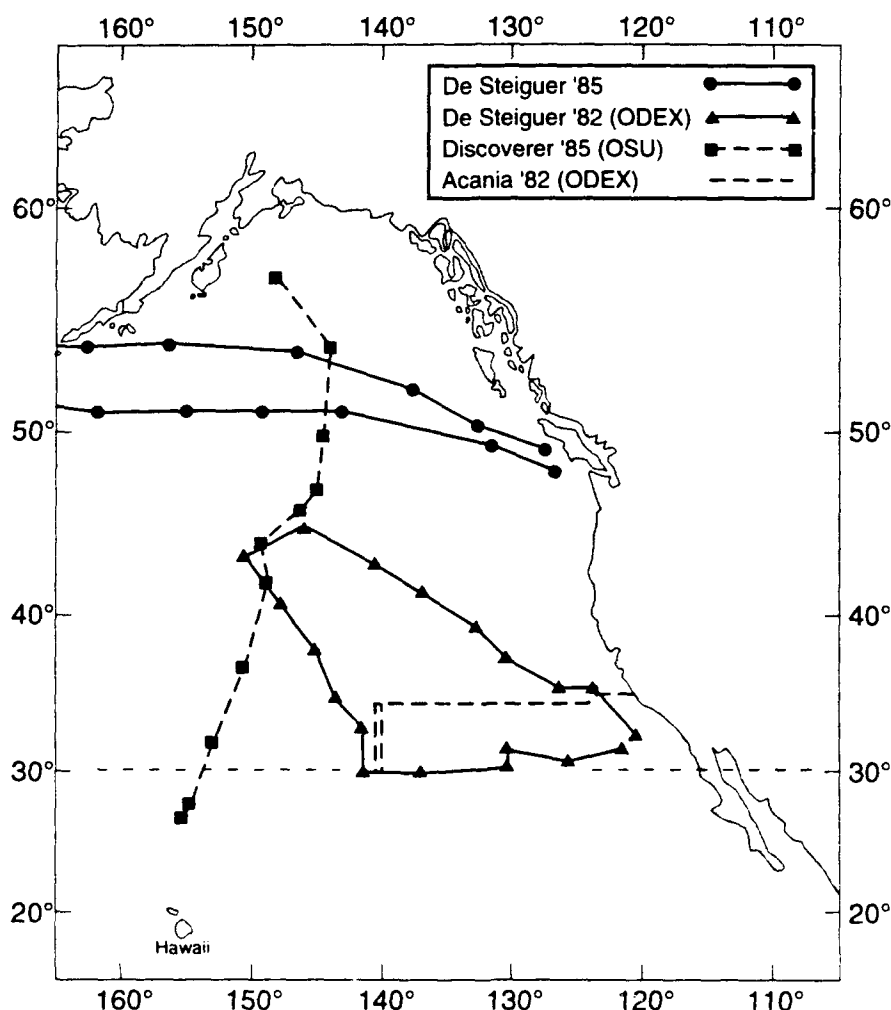 160° 150° 140° 130° 120° 110°
De Steiguer '85
De Steiguer '82 (ODEX)
Discoverer '85 (OSU)
Acania '82 (ODEX)
60° 60°
50° 50°
40° 40°
30° 30°
20° 20°
Hawaii
160° 150° 140° 130° 120° 110°